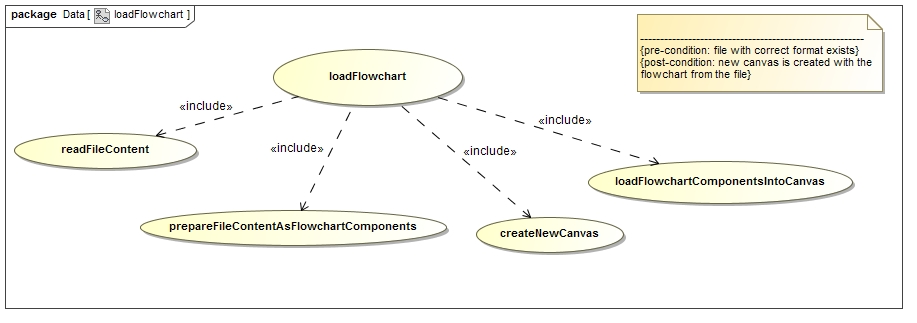 package Data [ loadFlowchart ]
---------------------------------------------------------
{pre-condition: file with correct format exists}
{post-condition: new canvas is created with the
flowchart from the file}
loadFlowchart
«include»
«include»
«include»
«include»
readFileContent
prepareFileContentAsFlowchartComponents
createNewCanvas
loadFlowchartComponentsIntoCanvas